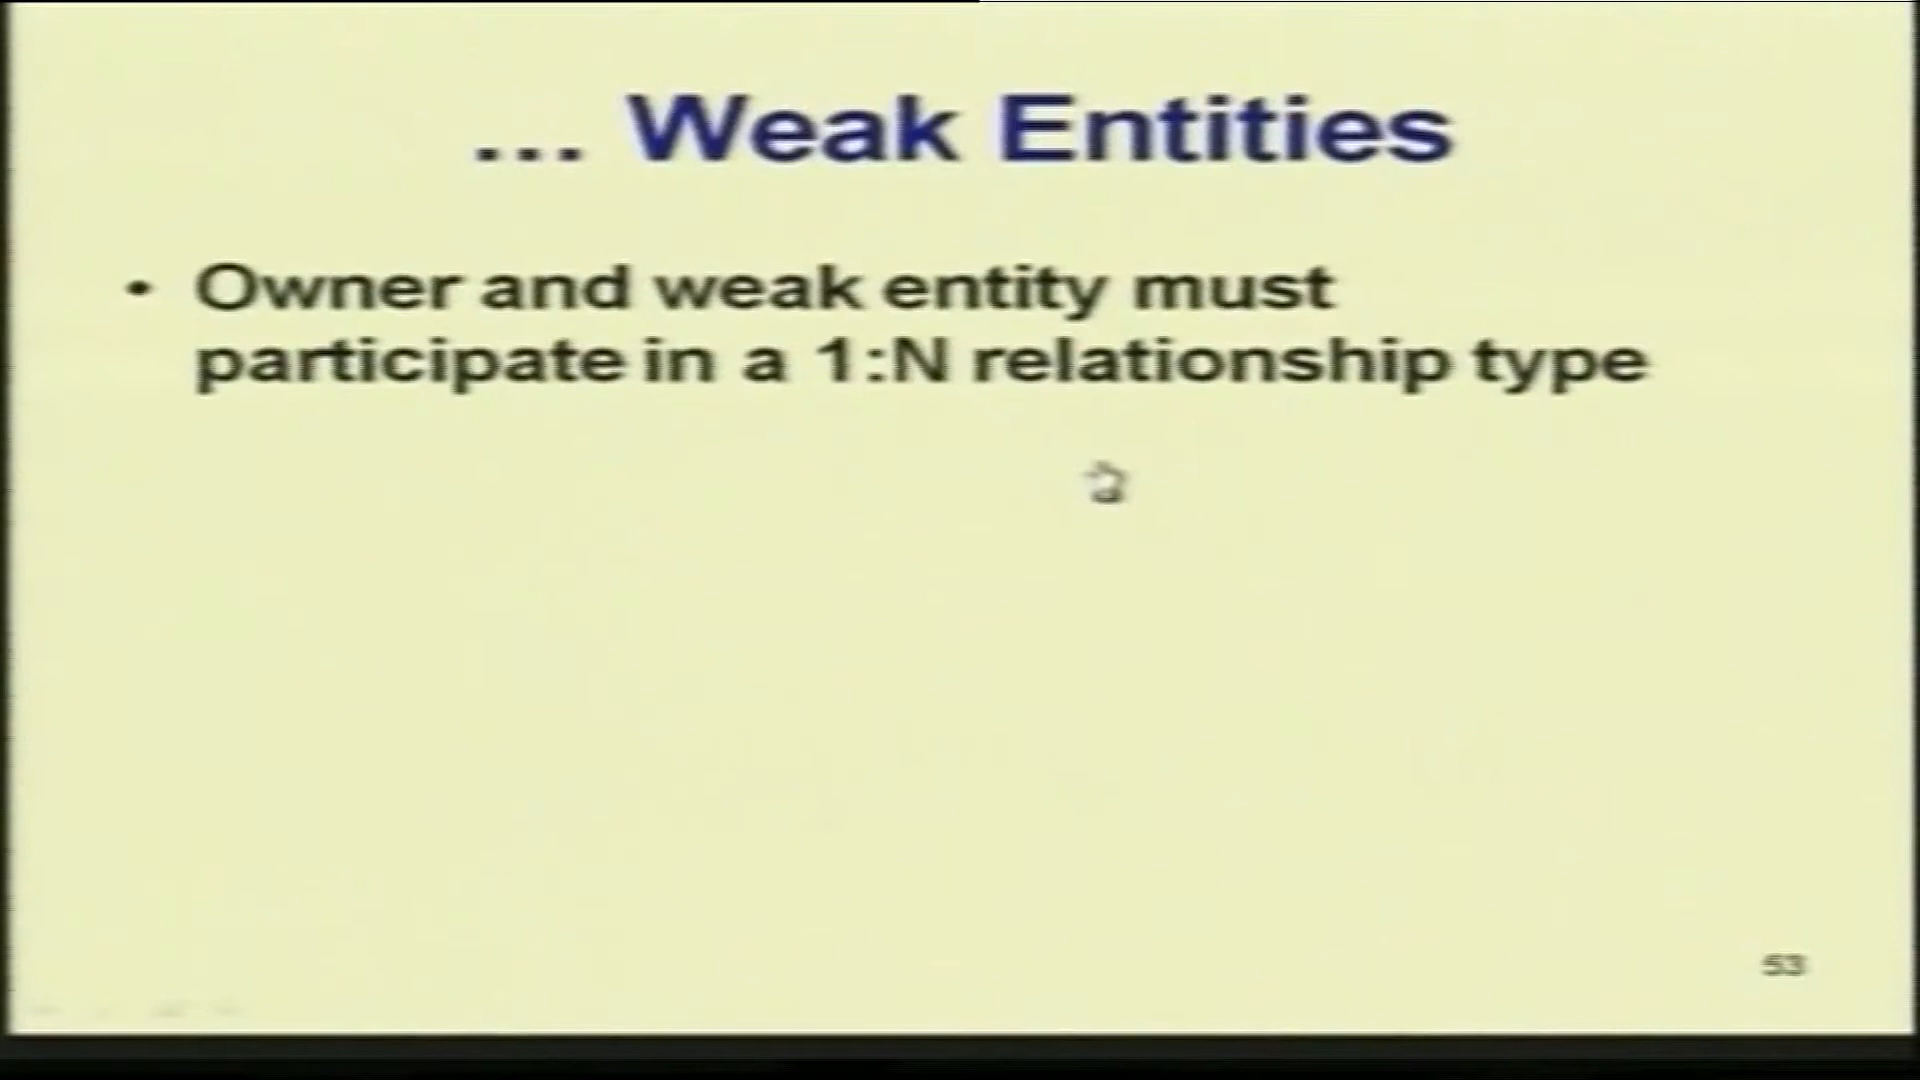 ... Weak Entities
• Owner and weak entity must
participate in a 1:N relationship type
53